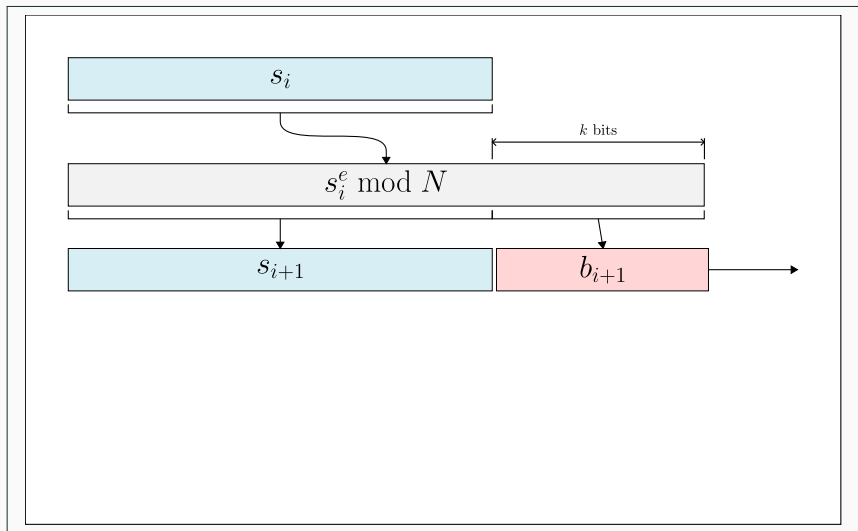 s_i
k bits
s_i^e mod N
s_{i+1}
b_{i+1}